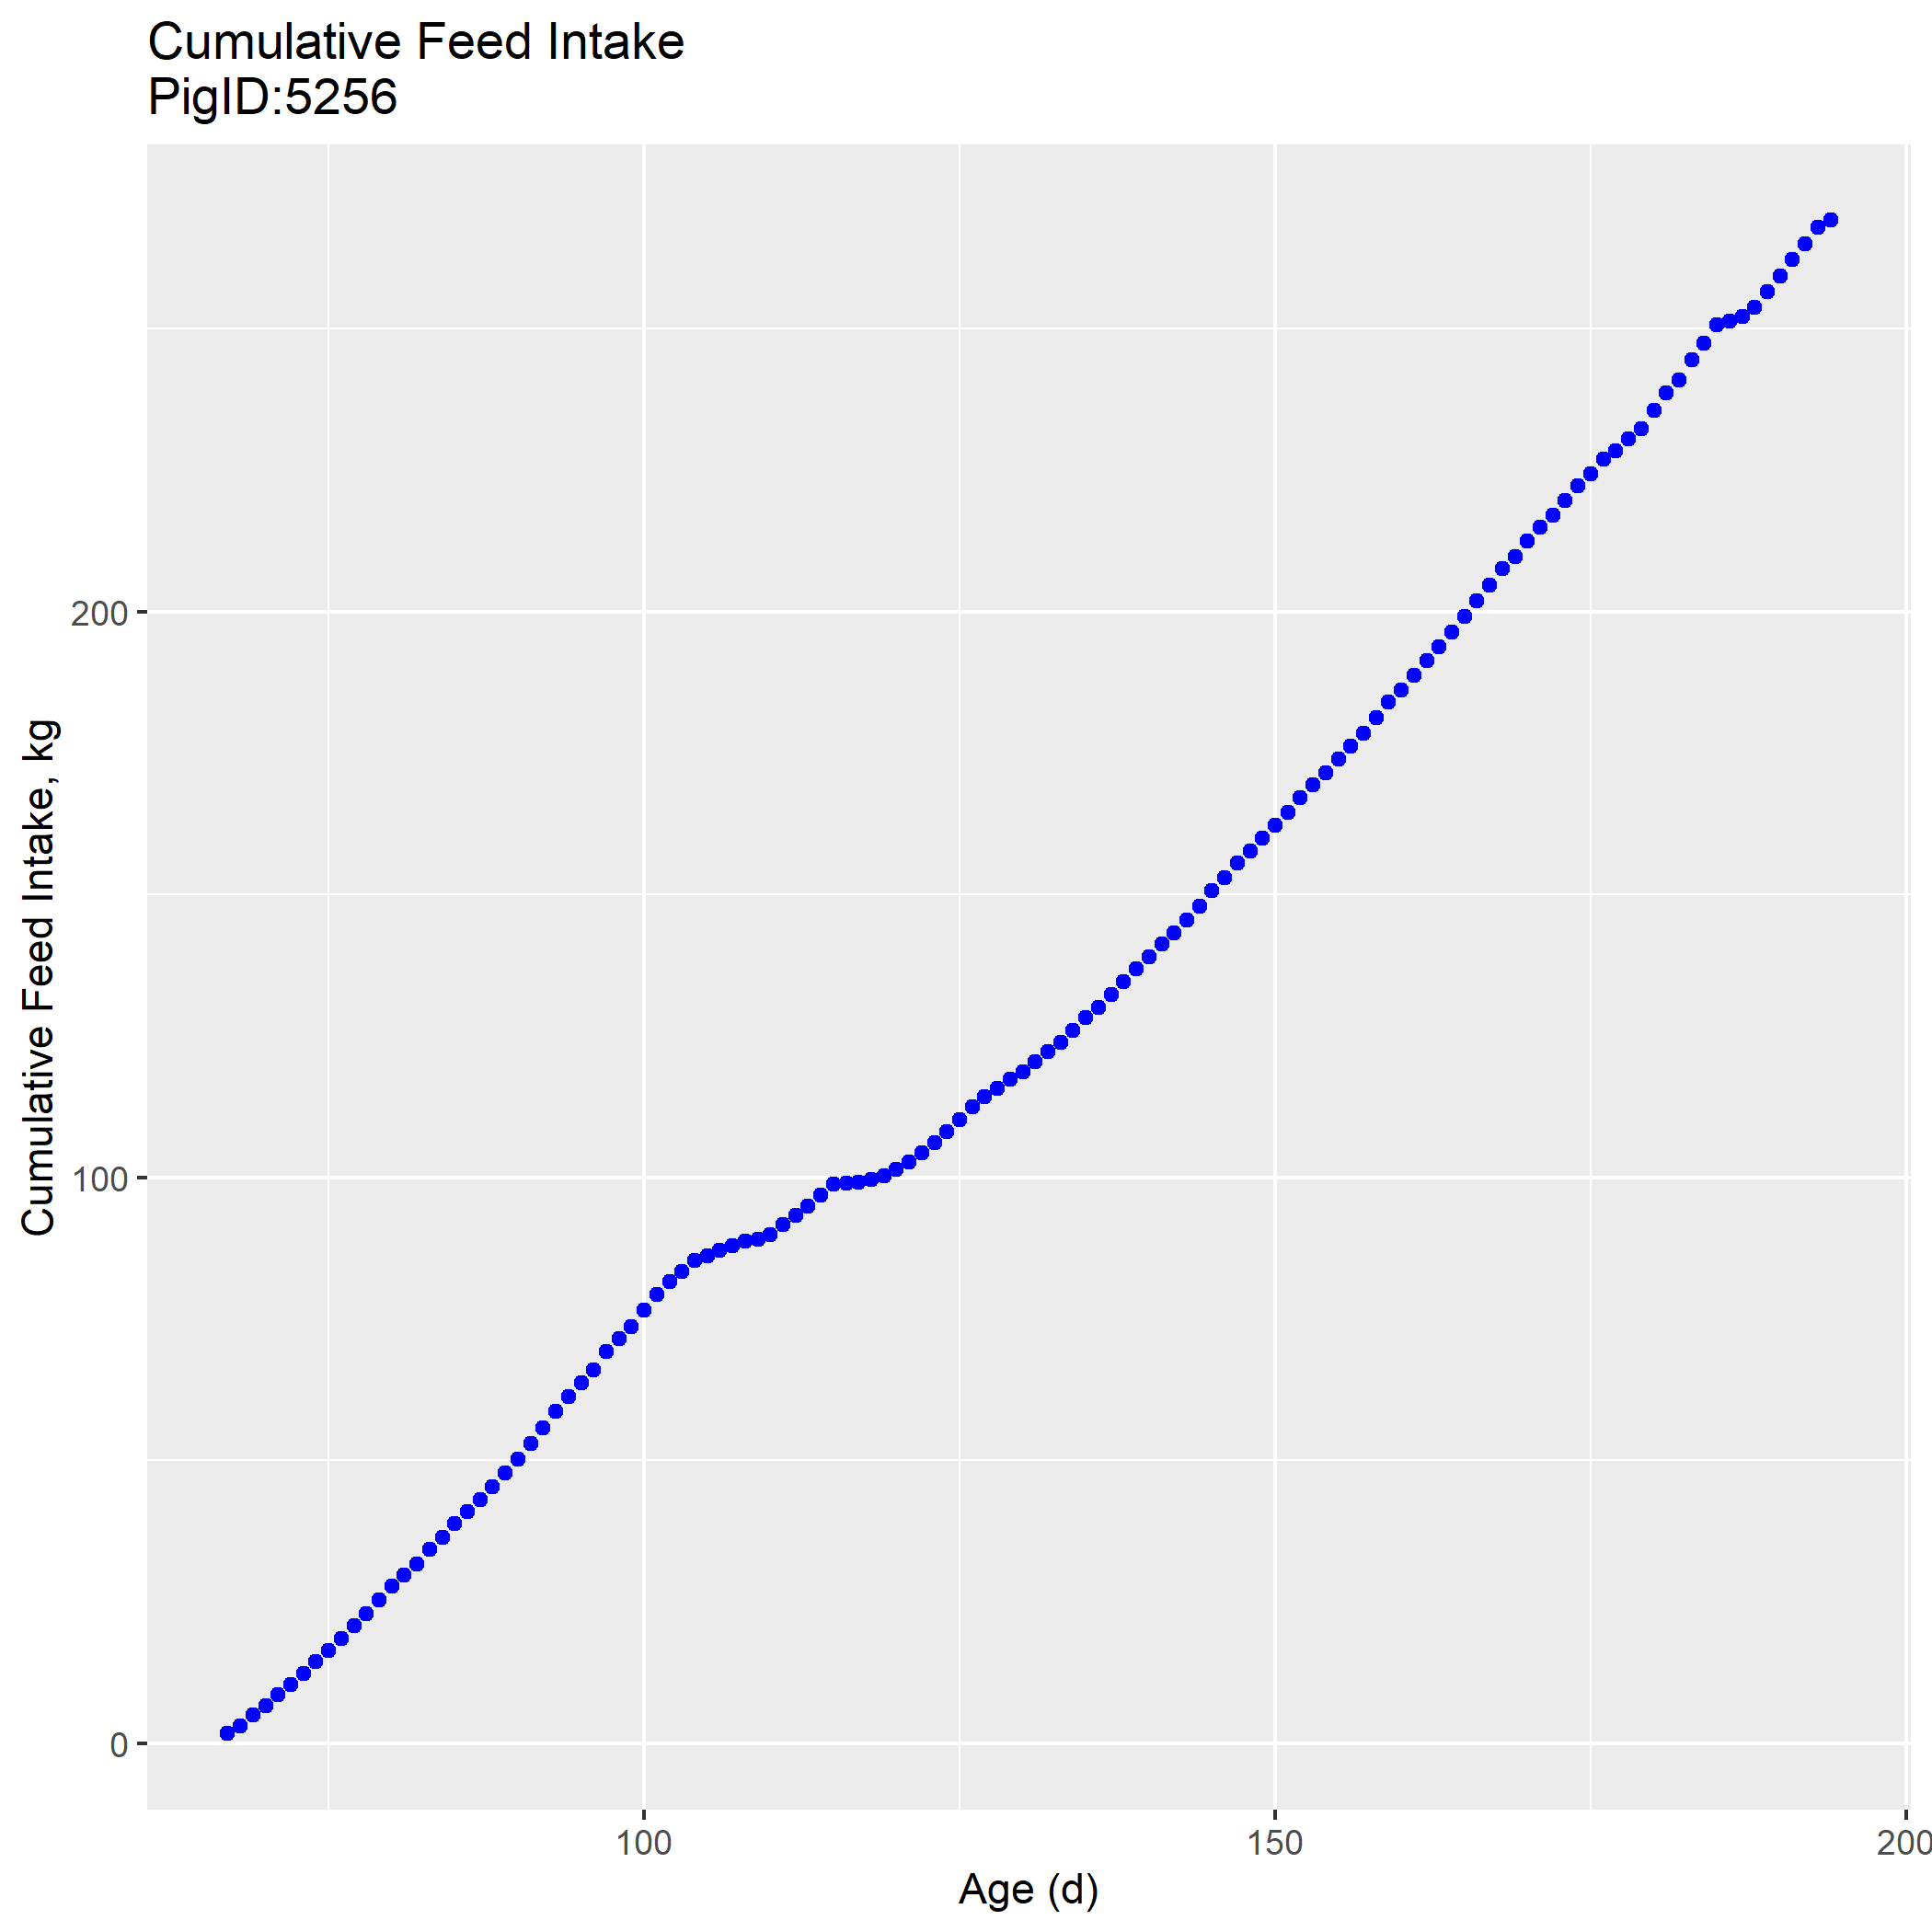 Cumulative Feed Intake
PigID:5256
Cumulative Feed Intake, kg
200
100
0
100
150
200
Age (d)